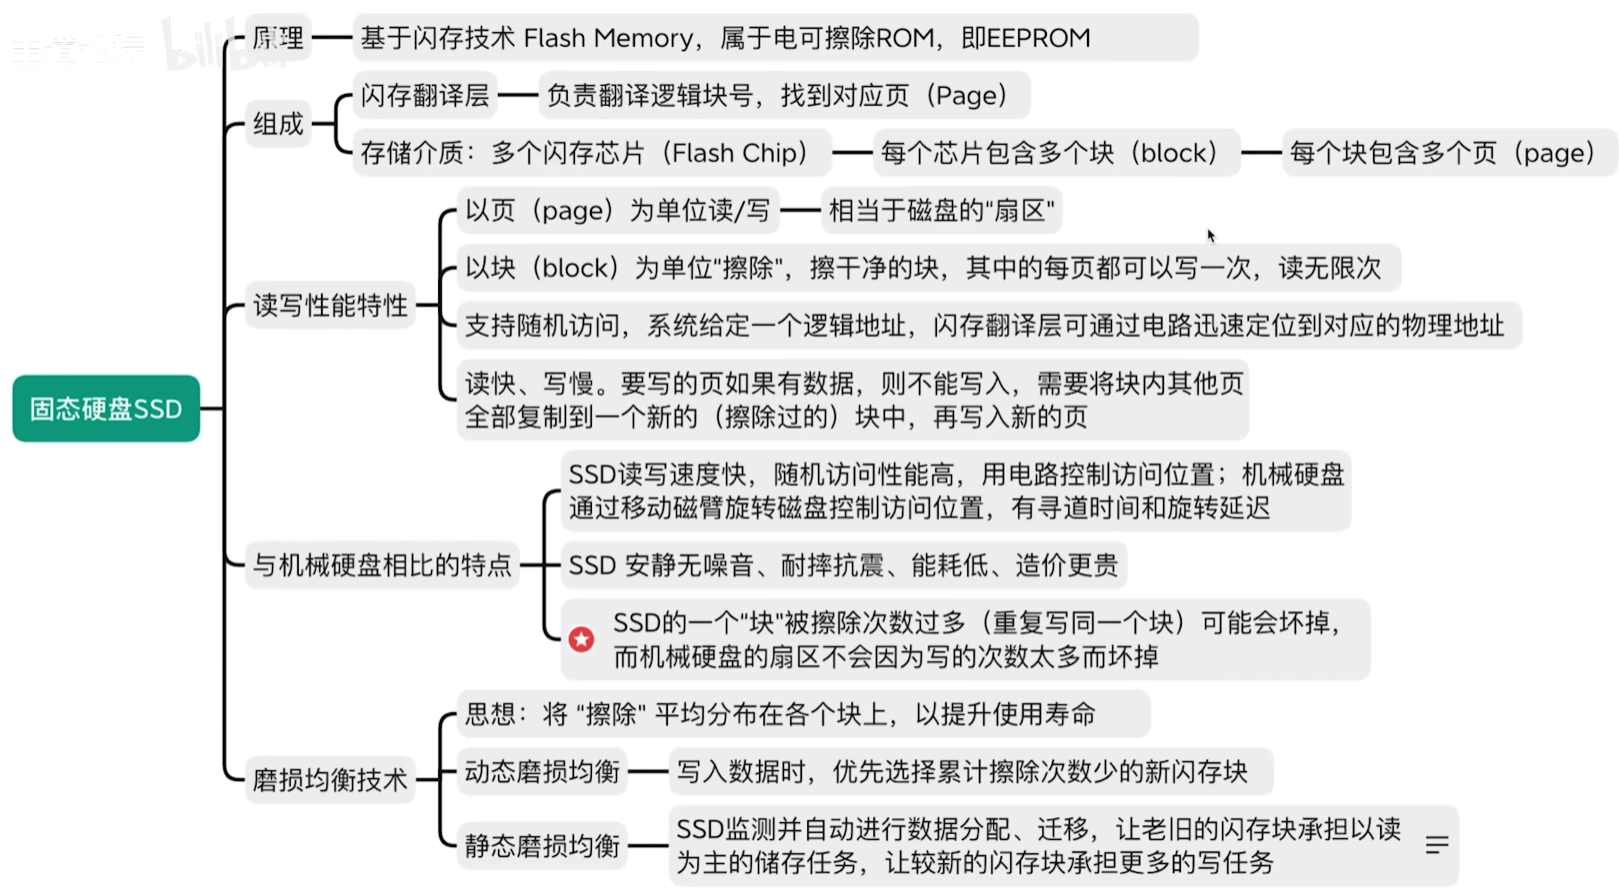 bilibili
原理
基于闪存技术 Flash Memory，属于电可擦除ROM，即EEPROM
组成
闪存翻译层
负责翻译逻辑块号，找到对应页（Page）
存储介质：多个闪存芯片（Flash Chip）
每个芯片包含多个块（block）
每个块包含多个页（page）
固态硬盘SSD
读写性能特性
以页（page）为单位读/写
相当于磁盘的"扇区"
以块（block）为单位"擦除"，擦干净的块，其中的每页都可以写一次，读无限次
支持随机访问，系统给定一个逻辑地址，闪存翻译层可通过电路迅速定位到对应的物理地址
读快、写慢。要写的页如果有数据，则不能写入，需要将块内其他页
全部复制到一个新的（擦除过的）块中，再写入新的页
与机械硬盘相比的特点
SSD读写速度快，随机访问性能高，用电路控制访问位置；机械硬盘
通过移动磁臂旋转磁盘控制访问位置，有寻道时间和旋转延迟
SSD 安静无噪音、耐摔抗震、能耗低、造价更贵
SSD的一个"块"被擦除次数过多（重复写同一个块）可能会坏掉，
而机械硬盘的扇区不会因为写的次数太多而坏掉
磨损均衡技术
思想：将 "擦除" 平均分布在各个块上，以提升使用寿命
动态磨损均衡
写入数据时，优先选择累计擦除次数少的新闪存块
静态磨损均衡
SSD监测并自动进行数据分配、迁移，让老旧的闪存块承担以读
为主的储存任务，让较新的闪存块承担更多的写任务